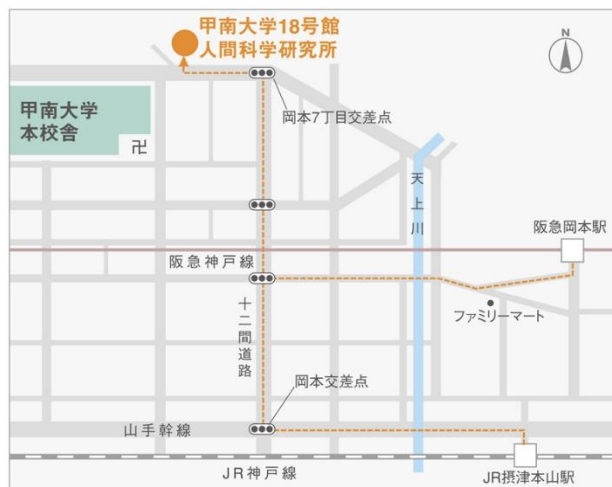 甲南大学18号館
人間科学研究所
N
甲南大学
本校舎
卍
岡本7丁目交差点
天上川
阪急岡本駅
阪急神戸線
ファミリーマート
十二間道路
岡本交差点
山手幹線
JR神戸線
JR摂津本山駅